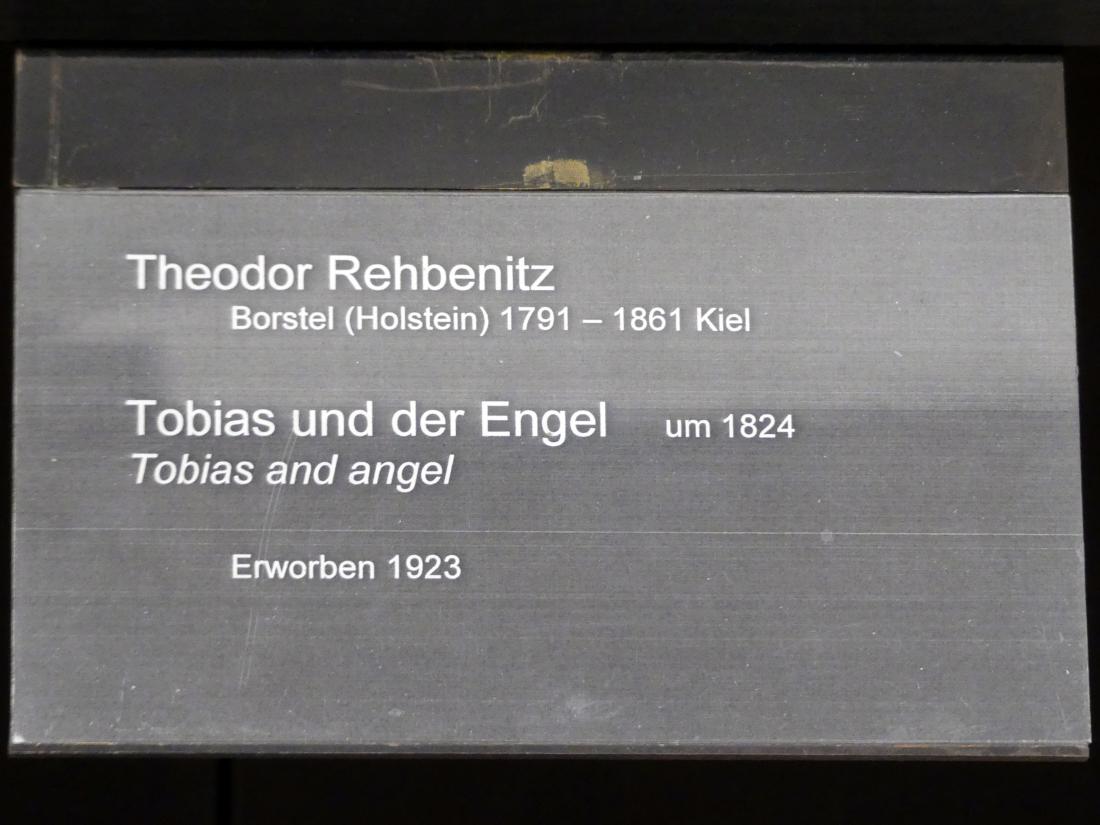 Theodor Rehbenitz
Borstel (Holstein) 1791 – 1861 Kiel
Tobias und der Engel um 1824
Tobias and angel
Erworben 1923